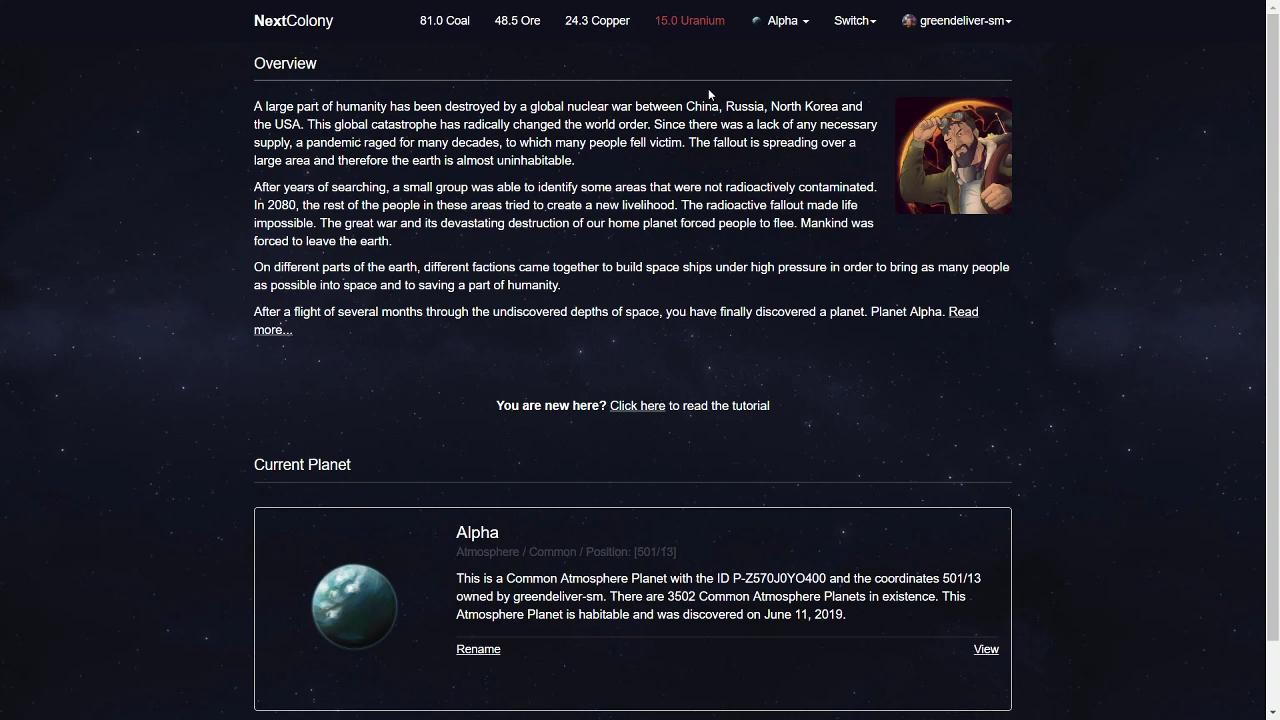 NextColony 81.0 Coal 48.5 Ore 24.3 Copper 15.0 Uranium Alpha Switch greendeliver-sm
Overview
A large part of humanity has been destroyed by a global nuclear war between China, Russia, North Korea and
the USA. This global catastrophe has radically changed the world order. Since there was a lack of any necessary
supply, a pandemic raged for many decades, to which many people fell victim. The fallout is spreading over a
large area and therefore the earth is almost uninhabitable.
After years of searching, a small group was able to identify some areas that were not radioactively contaminated.
In 2080, the rest of the people in these areas tried to create a new livelihood. The radioactive fallout made life
impossible. The great war and its devastating destruction of our home planet forced people to flee. Mankind was
forced to leave the earth.
On different parts of the earth, different factions came together to build space ships under high pressure in order to bring as many people
as possible into space and to saving a part of humanity.
After a flight of several months through the undiscovered depths of space, you have finally discovered a planet. Planet Alpha. Read
more...
You are new here? Click here to read the tutorial
Current Planet
Alpha
Atmosphere / Common / Position: [501/13]
This is a Common Atmosphere Planet with the ID P-Z570J0YO400 and the coordinates 501/13
owned by greendeliver-sm. There are 3502 Common Atmosphere Planets in existence. This
Atmosphere Planet is habitable and was discovered on June 11, 2019.
Rename View